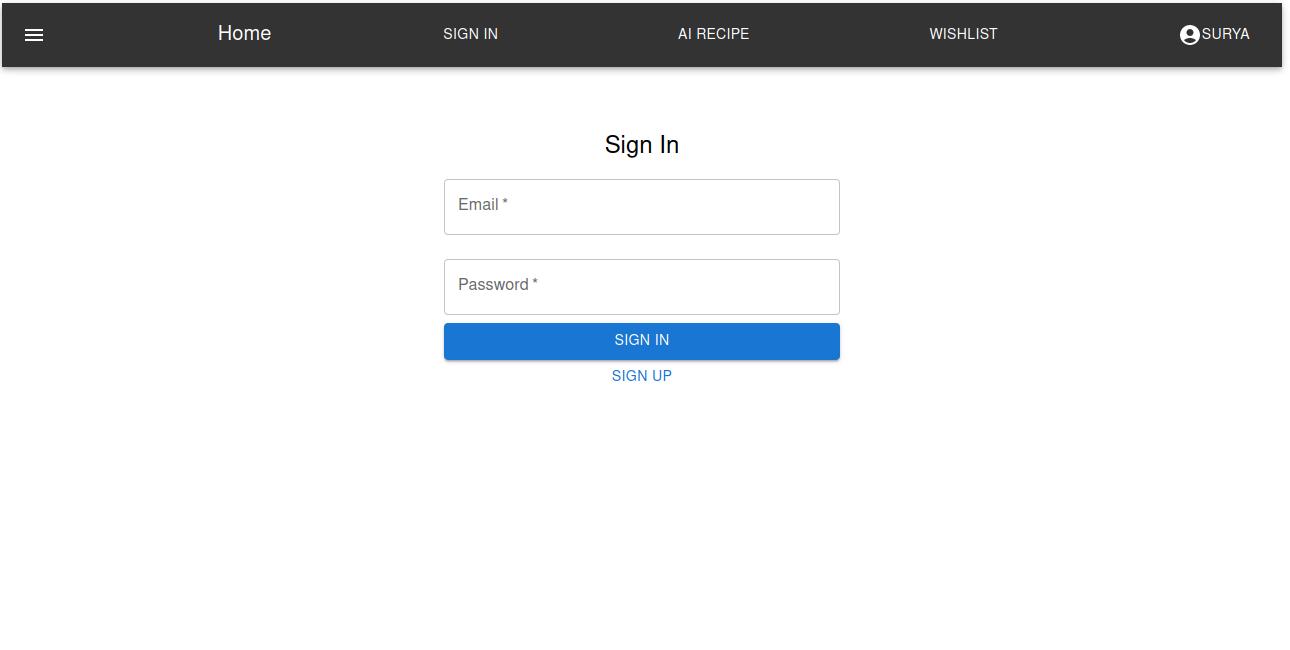 Home SIGN IN AI RECIPE WISHLIST SURYA
Sign In
Email *
Password *
SIGN IN
SIGN UP